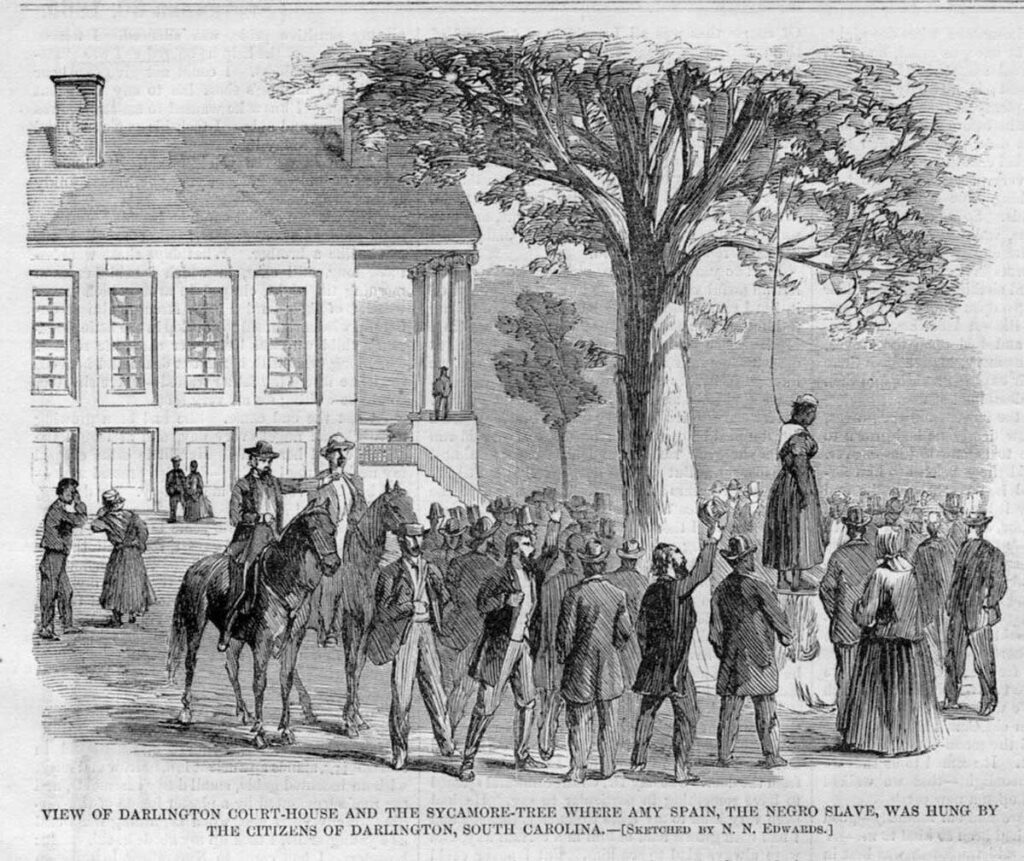 VIEW OF DARLINGTON COURT-HOUSE AND THE SYCAMORE-TREE WHERE AMY SPAIN, THE NEGRO SLAVE, WAS HUNG BY
THE CITIZENS OF DARLINGTON, SOUTH CAROLINA.—[Sketched by N. N. Edwards.]